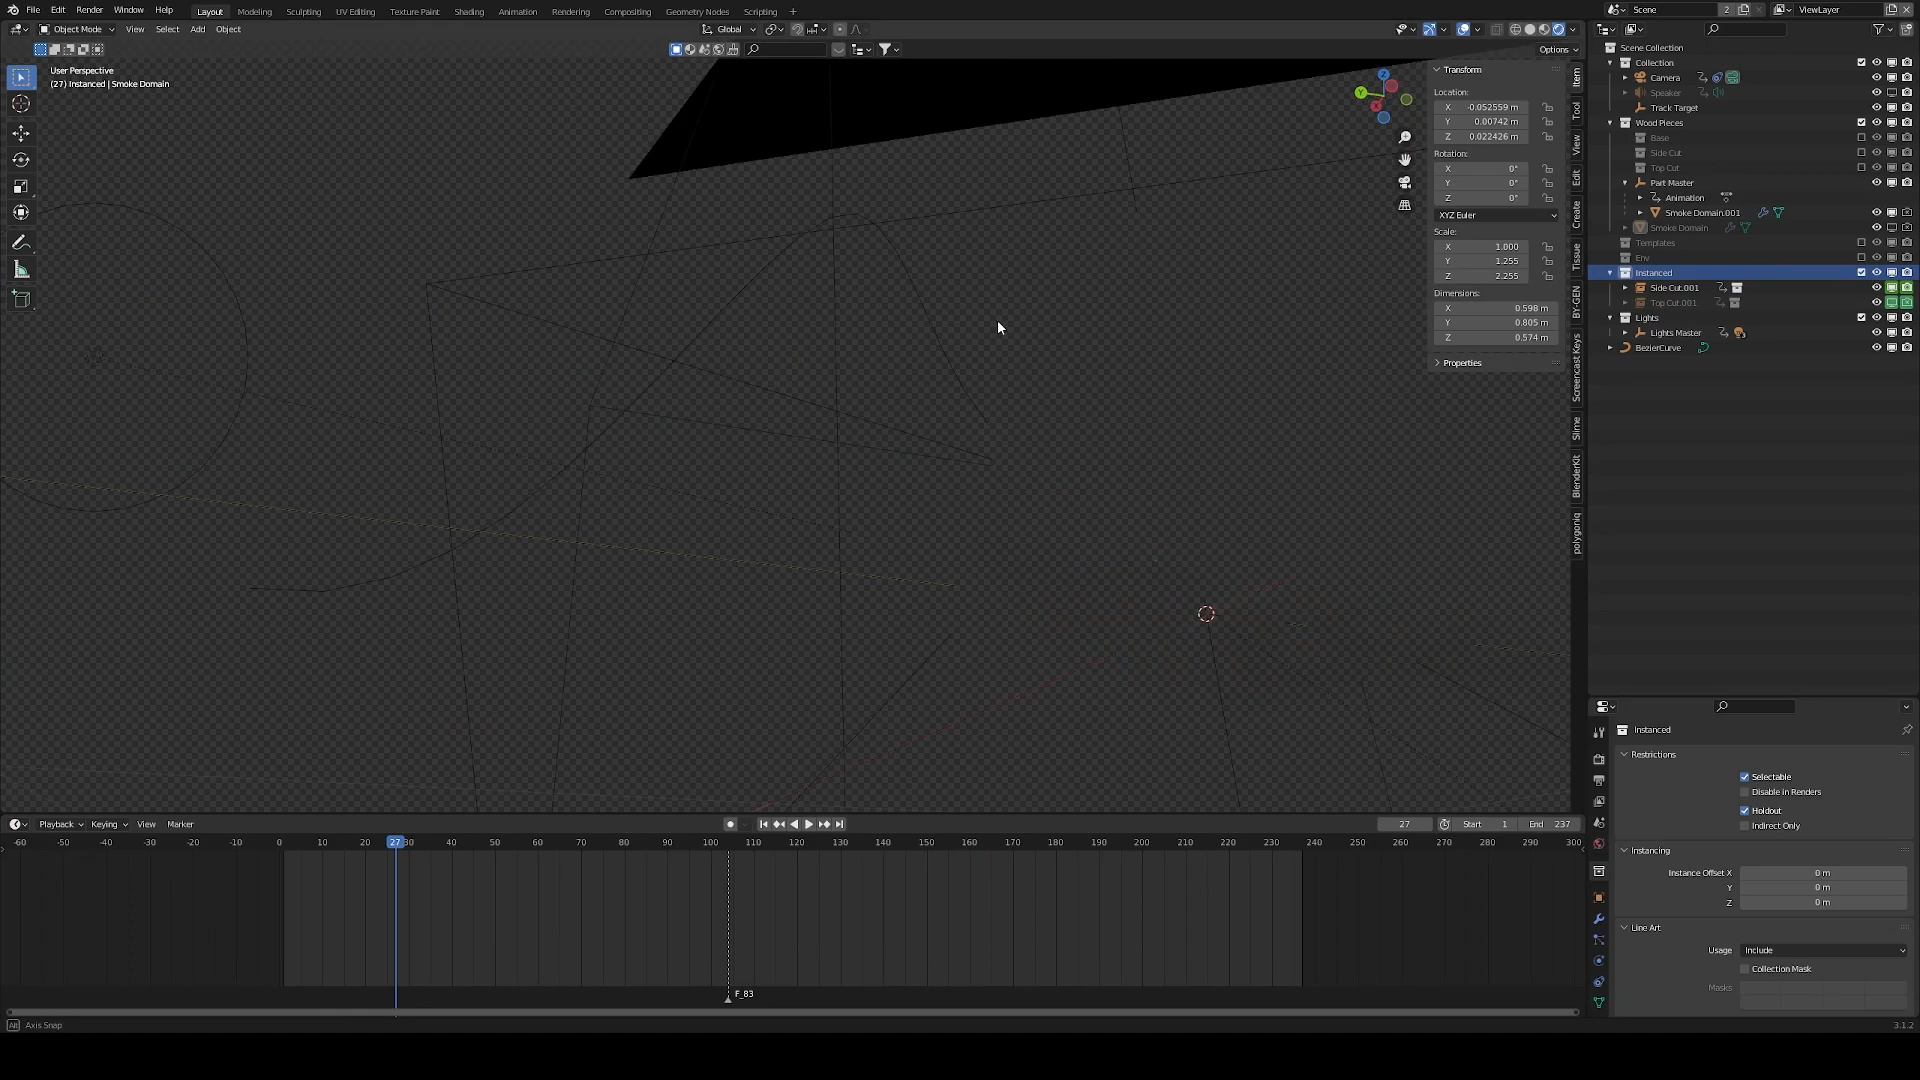 File Edit Render Window Help Layout Modeling Sculpting UV Editing Texture Paint Shading Animation Rendering Compositing Geometry Nodes Scripting + Scene 2 ViewLayer
Object Mode View Select Add Object Global
Options
User Perspective
(27) Instanced | Smoke Domain
Transform
Location:
X -0.052559 m
Y 0.00742 m
Z 0.022426 m
Rotation:
X 0°
Y 0°
Z 0°
XYZ Euler
Scale:
X 1.000
Y 1.255
Z 2.255
Dimensions:
X 0.598 m
Y 0.805 m
Z 0.574 m
Properties
Item
Tool
View
Edit
Create
Tissue
BY-GEN
Screencast Keys
Slime
BlenderKit
polygoniq
Z
Y
X
Scene Collection
Collection
Camera
Speaker
Track Target
Wood Pieces
Base
Side Cut
Top Cut
Part Master
Animation
Smoke Domain.001
Smoke Domain
Templates
Env
Instanced
Side Cut.001
Top Cut.001
Lights
Lights Master
BezierCurve
Instanced
Restrictions
Selectable
Disable in Renders
Holdout
Indirect Only
Instancing
Instance Offset X 0 m
Y 0 m
Z 0 m
Line Art
Usage Include
Collection Mask
Masks
Playback Keying View Marker 27 Start 1 End 237
-60 -50 -40 -30 -20 -10 0 10 20 27 30 40 50 60 70 80 90 100 110 120 130 140 150 160 170 180 190 200 210 220 230 240 250 260 270 280 290 300
F_83
Alt Axis Snap
3.1.2